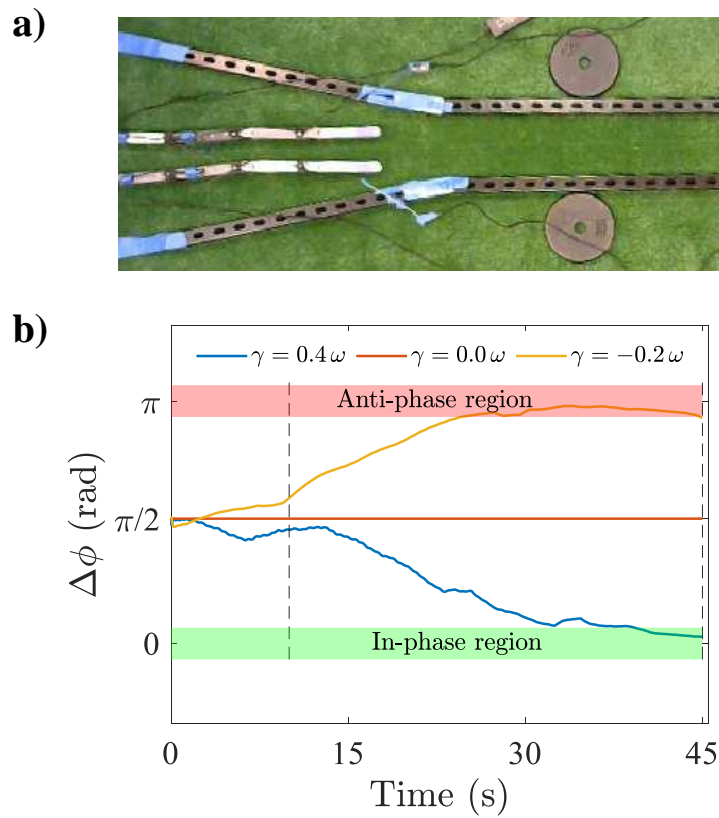 a)
b)
γ = 0.4 ω γ = 0.0 ω γ = −0.2 ω
π
Anti-phase region
π/2
Δϕ (rad)
0
In-phase region
0 15 30 45
Time (s)